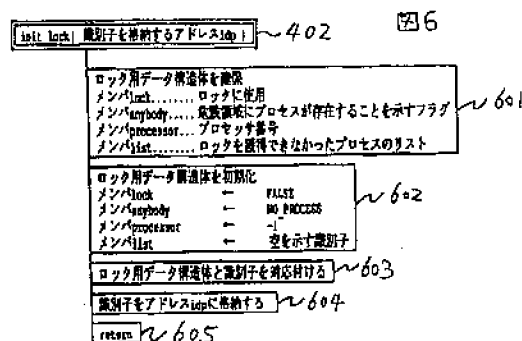 図6
init_lock( 識別子を格納するアドレスidp ) 402
ロック用データ構造体を確保
メンバlock........ロックに使用
メンバanybody.....危険領域にプロセスが存在することを示すフラグ
メンバprocessor...プロセッサ番号
メンバlist........ロックを獲得できなかったプロセスのリスト
601
ロック用データ構造体を初期化
メンバlock ← FALSE
メンバanybody ← NO_PROCESS
メンバprocessor ← -1
メンバlist ← 空を示す識別子
602
ロック用データ構造体と識別子を対応付ける 603
識別子をアドレスidpに格納する 604
return 605